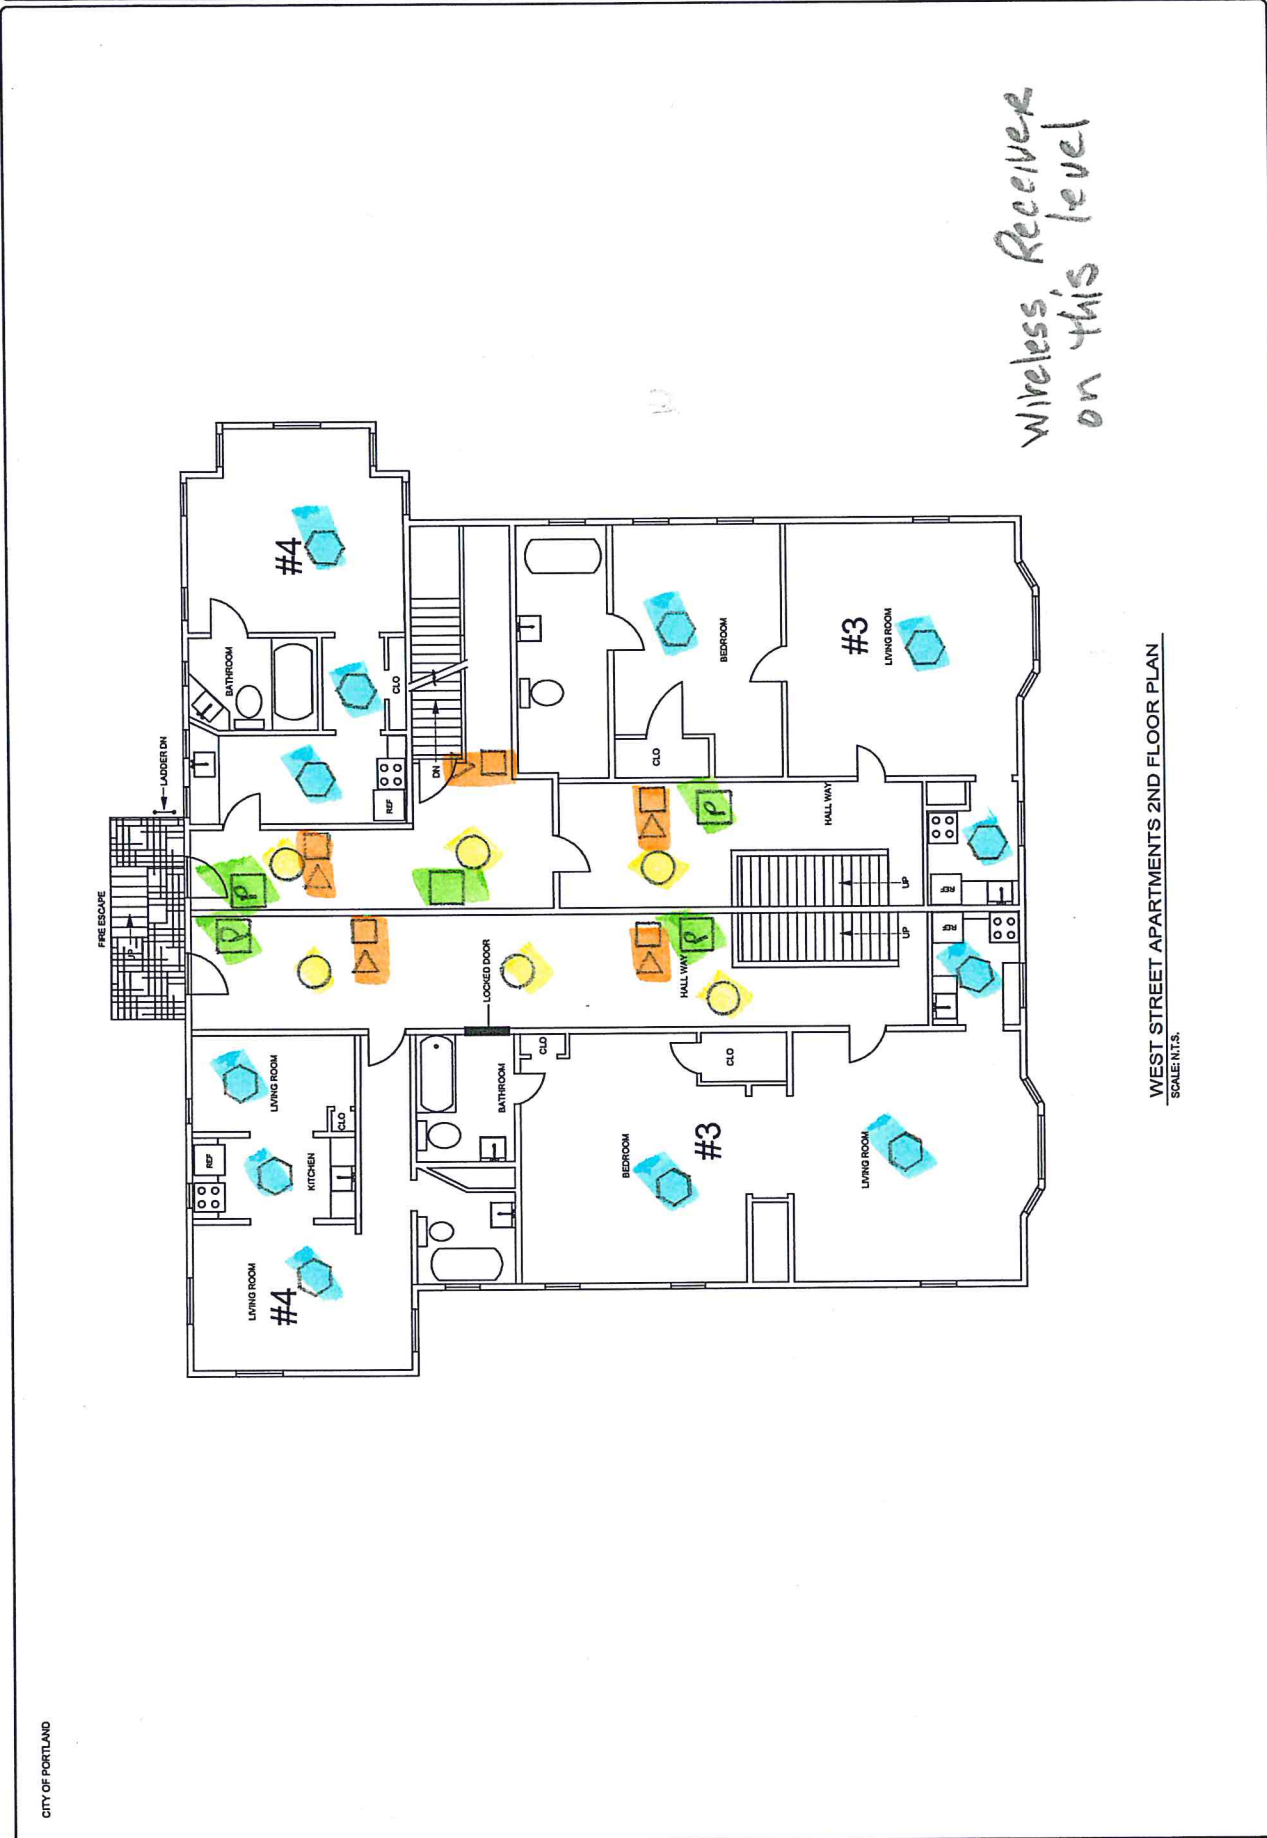 CITY OF PORTLAND
FIRE ESCAPE
UP
LADDER DN
REF
BATHROOM
P
P
LIVING ROOM
LIVING ROOM
#4
#4
KITCHEN
CLO
REF
CLO
DN
LOCKED DOOR
BATHROOM
CLO
BEDROOM
CLO
HALL WAY
P
P
#3
BEDROOM
CLO
HALL WAY
#3
LIVING ROOM
LIVING ROOM
UP
UP
REF
REF
Wireless Receiver
on this level
WEST STREET APARTMENTS 2ND FLOOR PLAN
SCALE: N.T.S.